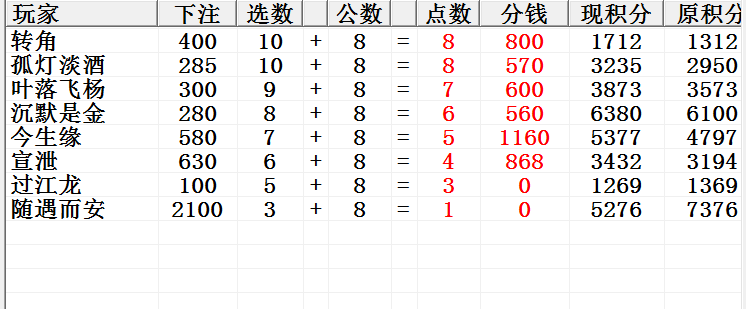 玩家 下注 选数 公数 点数 分钱 现积分 原积分
转角 400 10 + 8 = 8 800 1712 1312
孤灯淡酒 285 10 + 8 = 8 570 3235 2950
叶落飞杨 300 9 + 8 = 7 600 3873 3573
沉默是金 280 8 + 8 = 6 560 6380 6100
今生缘 580 7 + 8 = 5 1160 5377 4797
宣泄 630 6 + 8 = 4 868 3432 3194
过江龙 100 5 + 8 = 3 0 1269 1369
随遇而安 2100 3 + 8 = 1 0 5276 7376